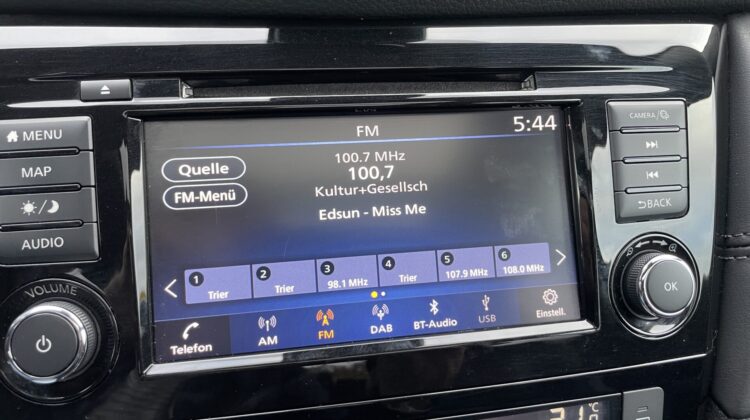 FM
5:44
100.7 MHz
100,7
Kultur+Gesellsch
Edsun - Miss Me
Quelle
FM-Menü
1
Trier
2
Trier
3
98.1 MHz
4
Trier
5
107.9 MHz
6
108.0 MHz
Telefon
AM
FM
DAB
BT-Audio
USB
Einstell.
MENU
MAP
AUDIO
VOLUME
CAMERA/
BACK
OK
°C